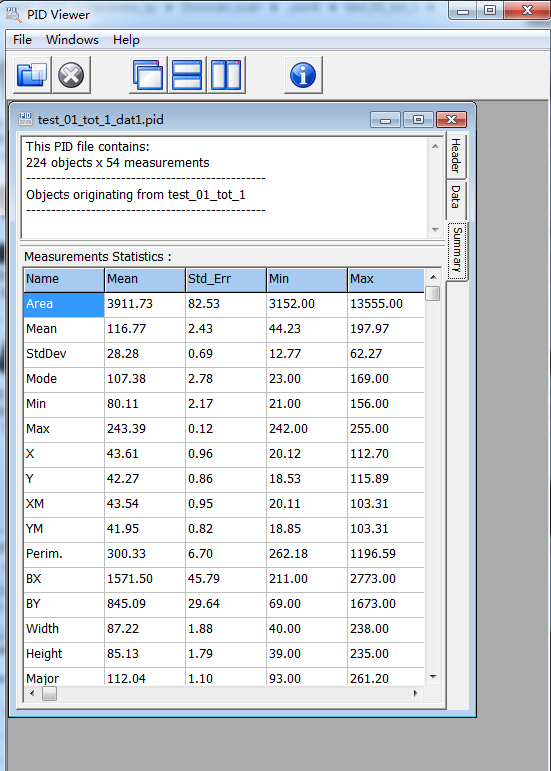 PID Viewer
File Windows Help
test_01_tot_1_dat1.pid
This PID file contains:
224 objects x 54 measurements
------------------------------------------------
Objects originating from test_01_tot_1
------------------------------------------------
Header
Data
Summary
Measurements Statistics :
Name Mean Std_Err Min Max
Area 3911.73 82.53 3152.00 13555.00
Mean 116.77 2.43 44.23 197.97
StdDev 28.28 0.69 12.77 62.27
Mode 107.38 2.78 23.00 169.00
Min 80.11 2.17 21.00 156.00
Max 243.39 0.12 242.00 255.00
X 43.61 0.96 20.12 112.70
Y 42.27 0.86 18.53 115.89
XM 43.54 0.95 20.11 103.31
YM 41.95 0.82 18.85 103.31
Perim. 300.33 6.70 262.18 1196.59
BX 1571.50 45.79 211.00 2773.00
BY 845.09 29.64 69.00 1673.00
Width 87.22 1.88 40.00 238.00
Height 85.13 1.79 39.00 235.00
Major 112.04 1.10 93.00 261.20